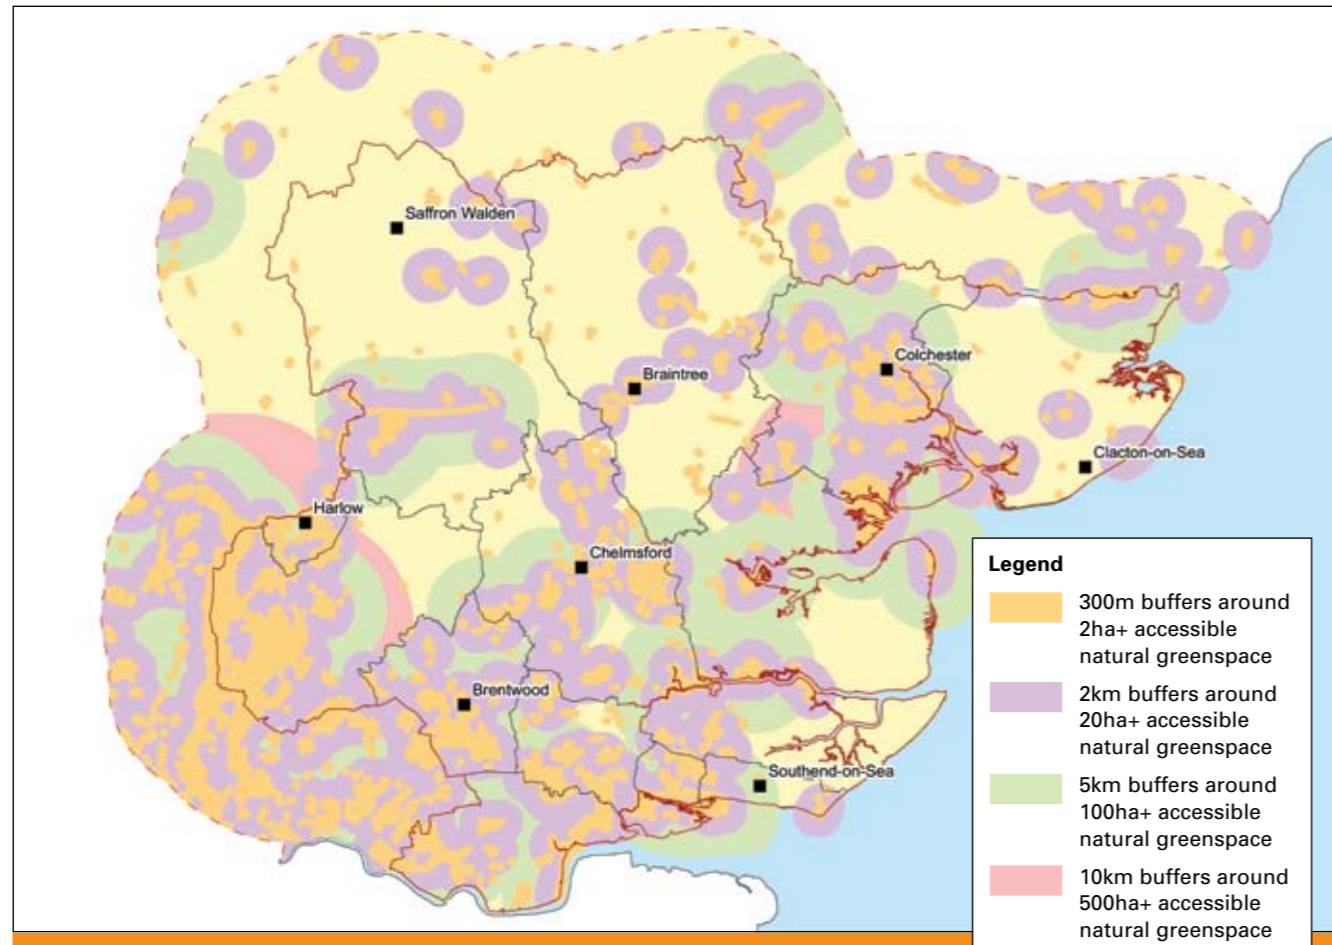 Saffron Walden
Braintree
Colchester
Clacton-on-Sea
Harlow
Chelmsford
Brentwood
Southend-on-Sea
Legend
300m buffers around
2ha+ accessible
natural greenspace
2km buffers around
20ha+ accessible
natural greenspace
5km buffers around
100ha+ accessible
natural greenspace
10km buffers around
500ha+ accessible
natural greenspace